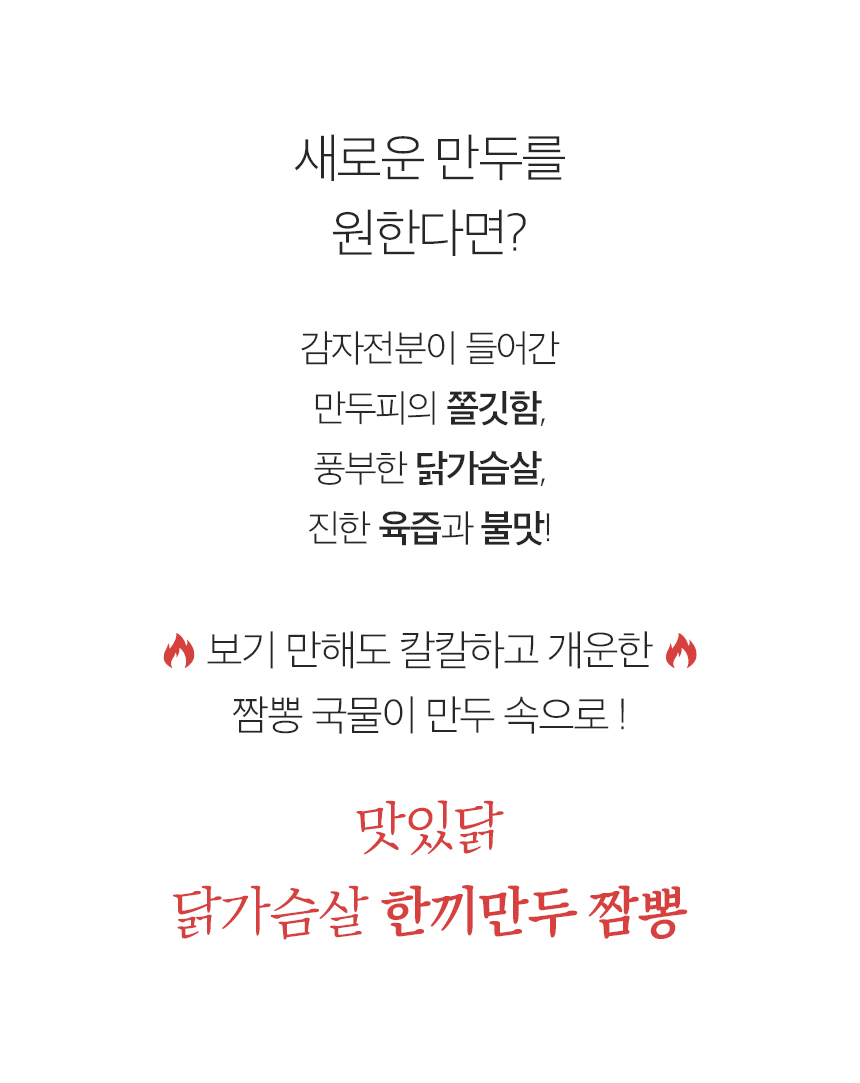 새로운 만두를
원한다면?
감자전분이 들어간
만두피의 쫄깃함,
풍부한 닭가슴살,
진한 육즙과 불맛!
보기 만해도 칼칼하고 개운한
짬뽕 국물이 만두 속으로 !
맛있닭
닭가슴살 한끼만두 짬뽕